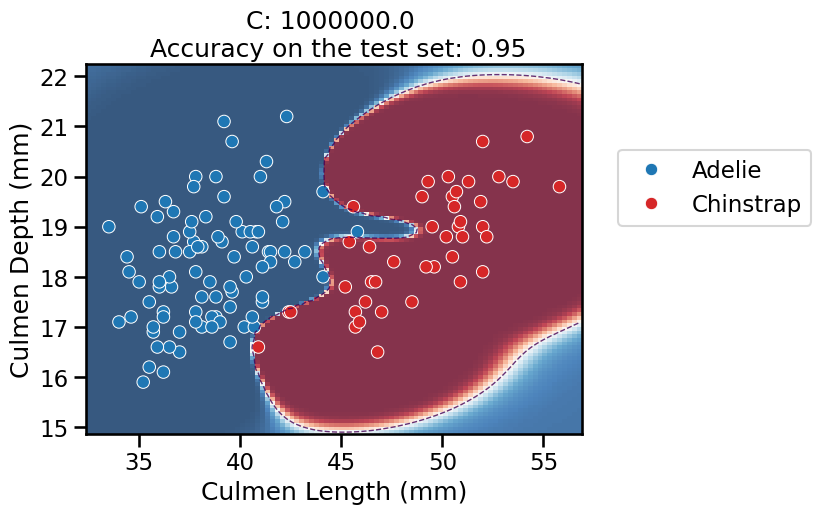 C: 1000000.0
Accuracy on the test set: 0.95
22
21
20
19
18
17
16
15
Culmen Depth (mm)
35 40 45 50 55
Culmen Length (mm)
Adelie
Chinstrap